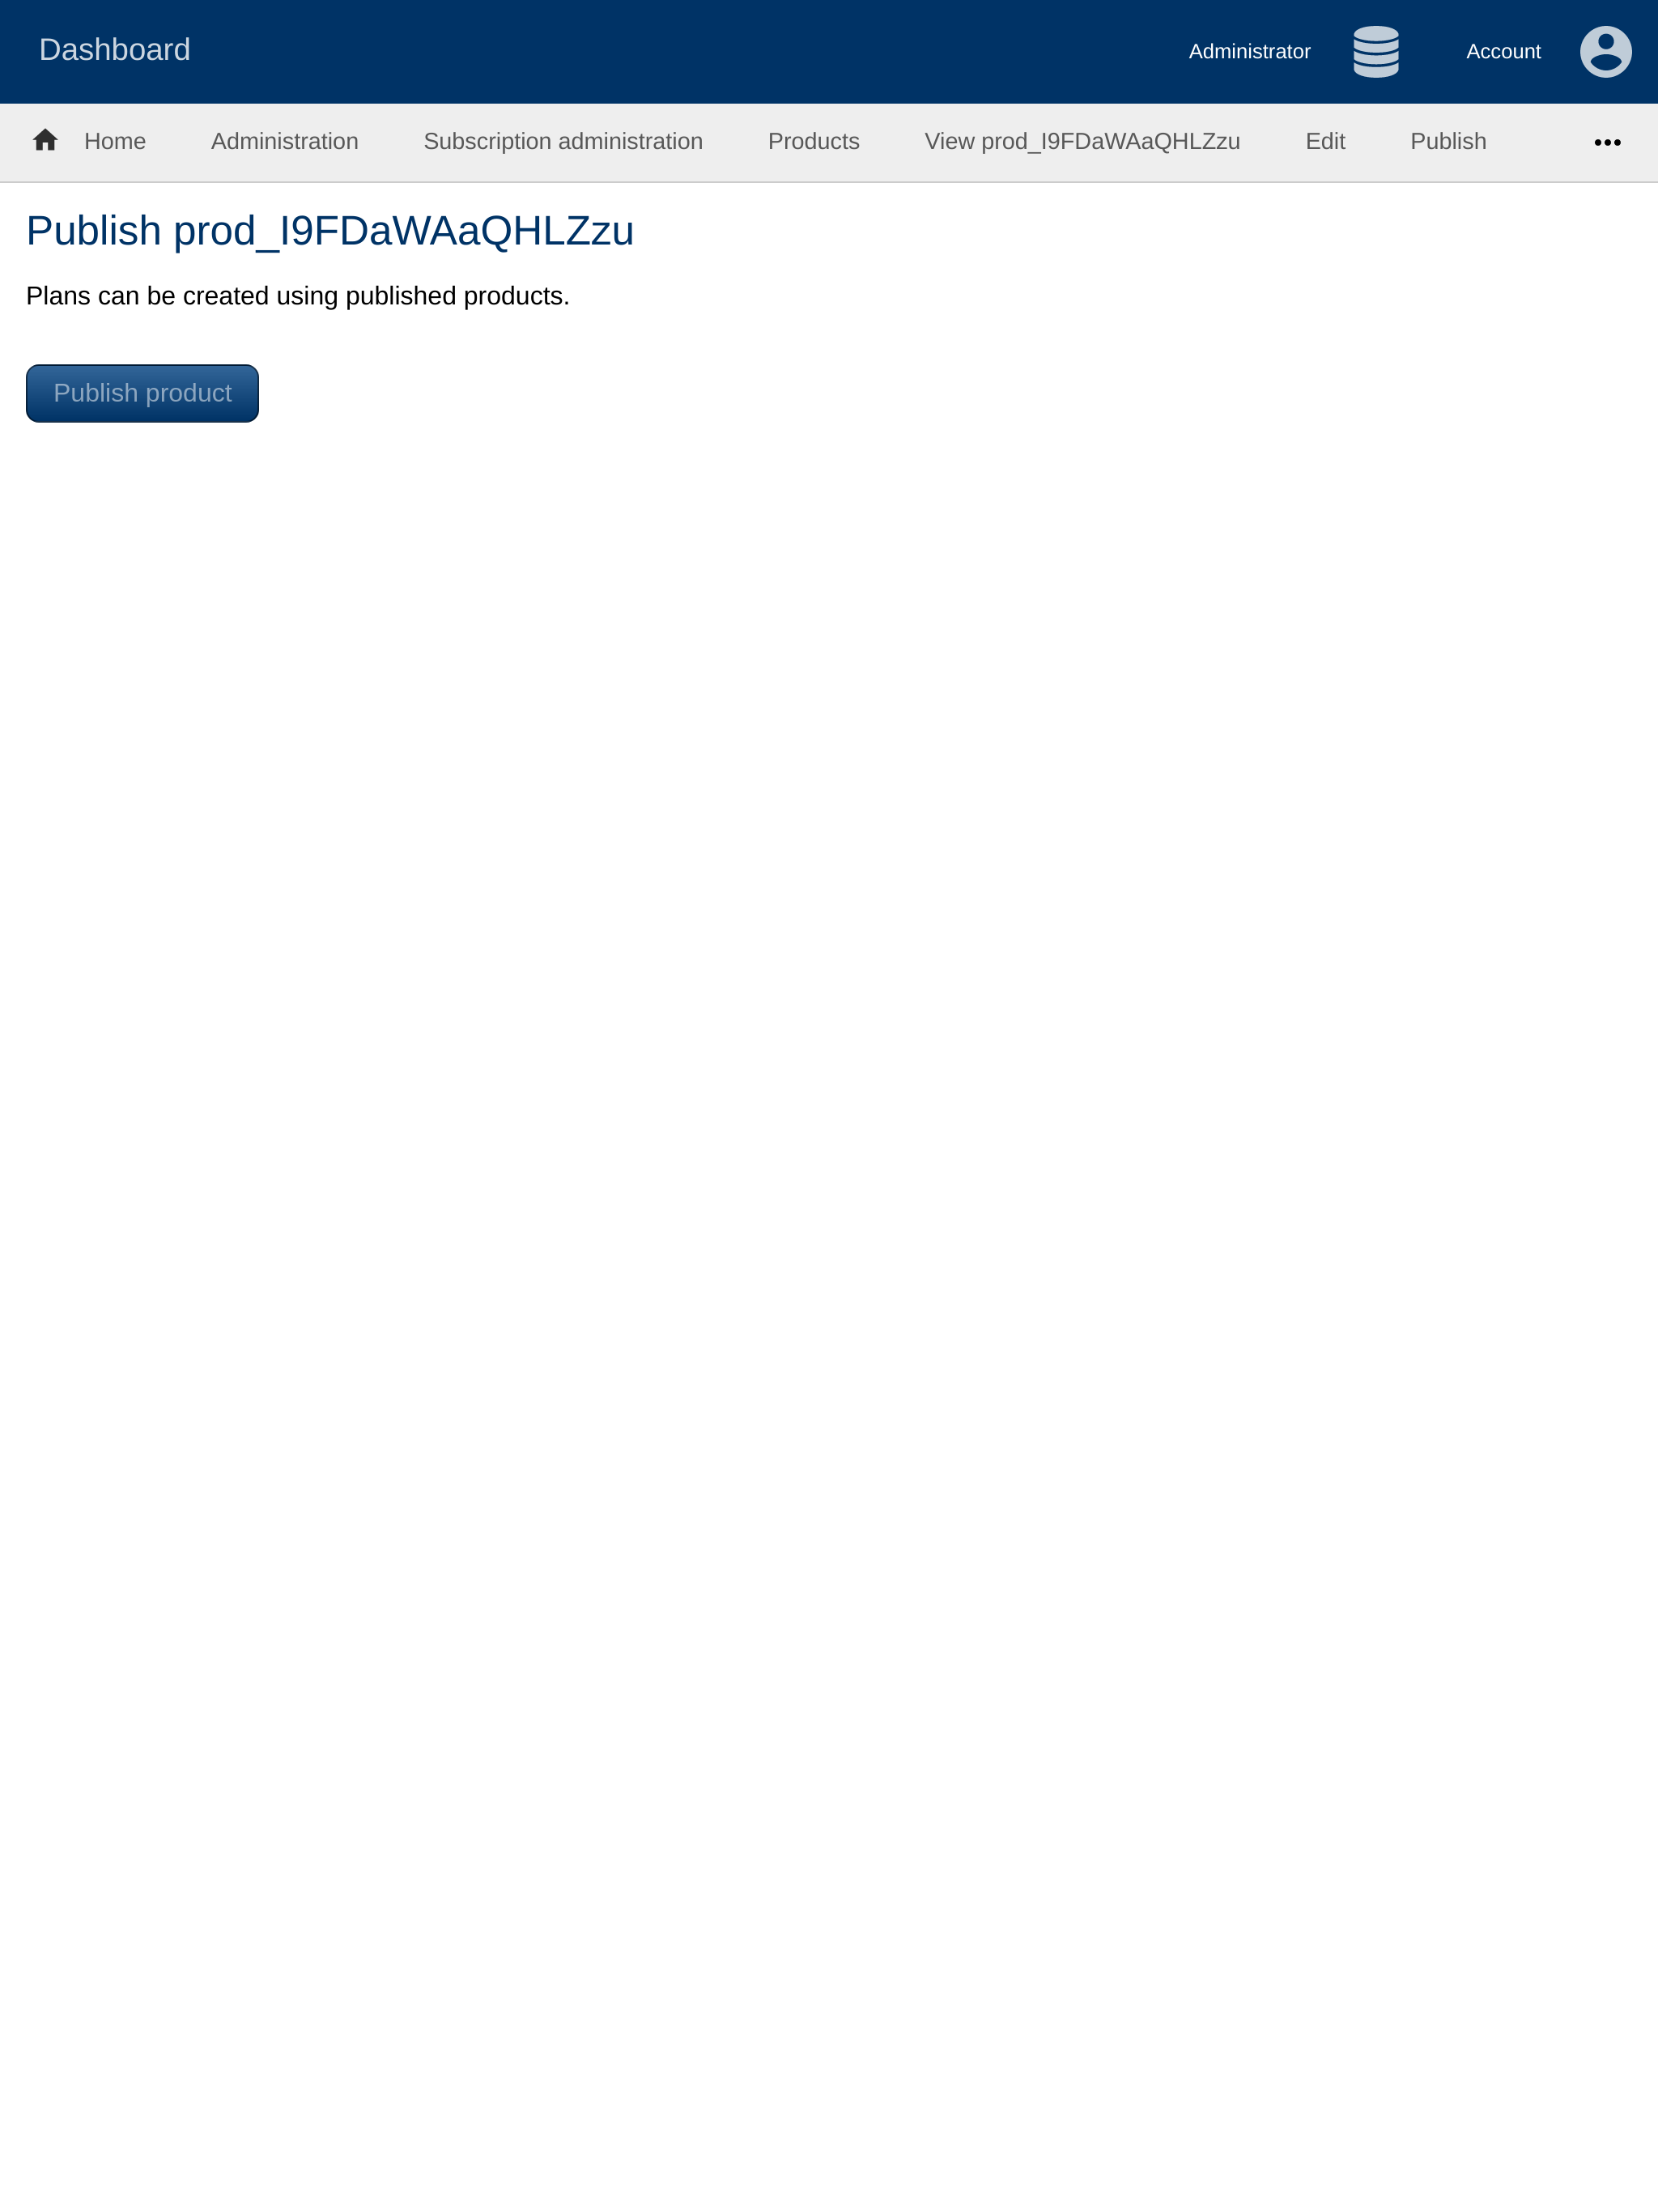 Dashboard
Administrator
Account
Home Administration Subscription administration Products View prod_I9FDaWAaQHLZzu Edit Publish
Publish prod_I9FDaWAaQHLZzu
Plans can be created using published products.
Publish product